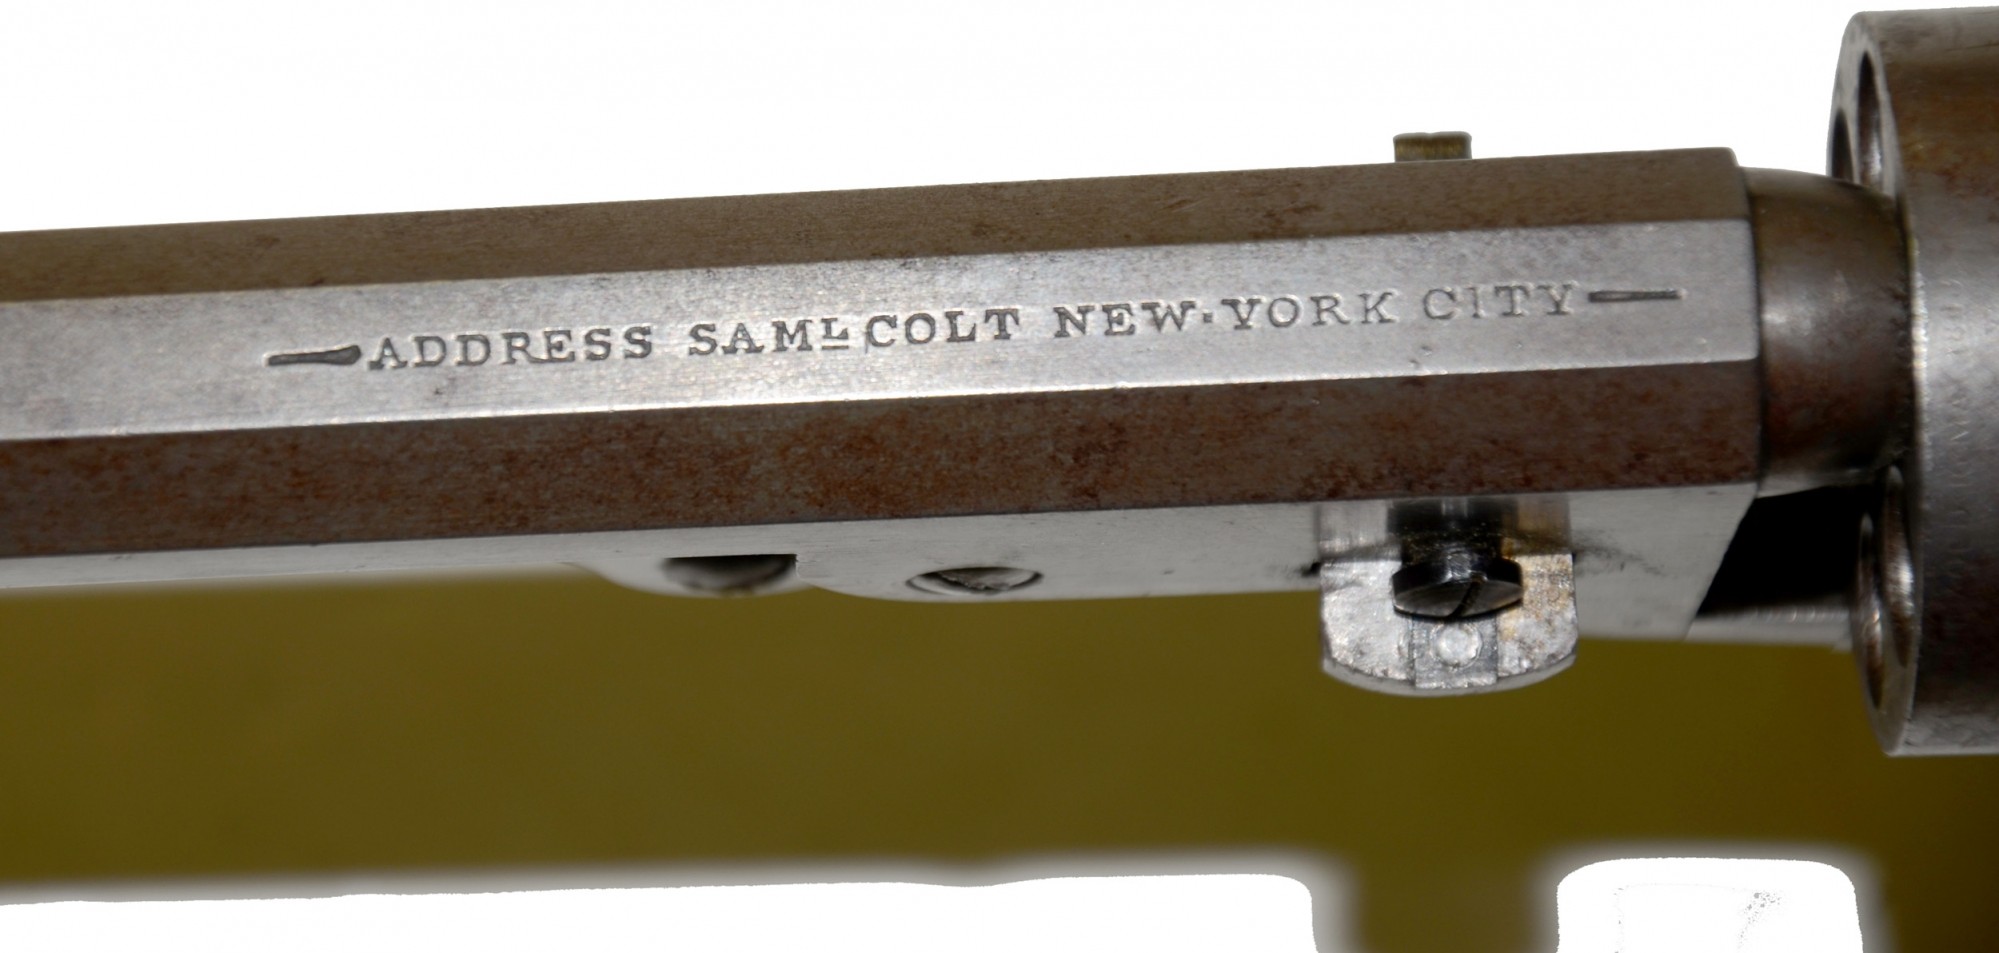 ADDRESS SAMᴸ COLT NEW-YORK CITY